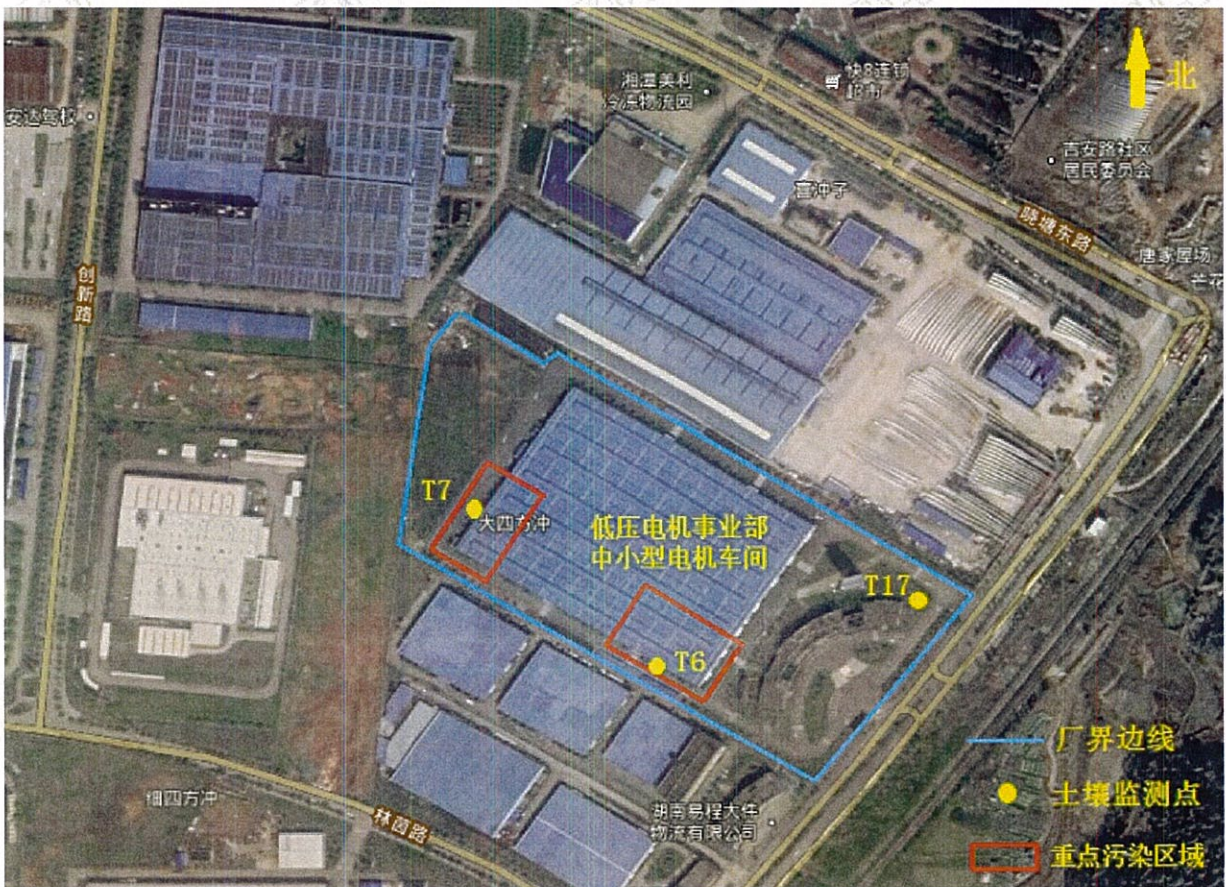 北
快8连锁
超市
湘潭美利
冷冻物流园
安达驾校
吉安路社区
居民委员会
富冲子
晓塘东路
唐家屋场
芒花
创新路
T7
大四方冲
低压电机事业部
中小型电机车间
T17
T6
厂界边线
细四方冲
土壤监测点
林茵路
湖南易程大件
物流有限公司
重点污染区域